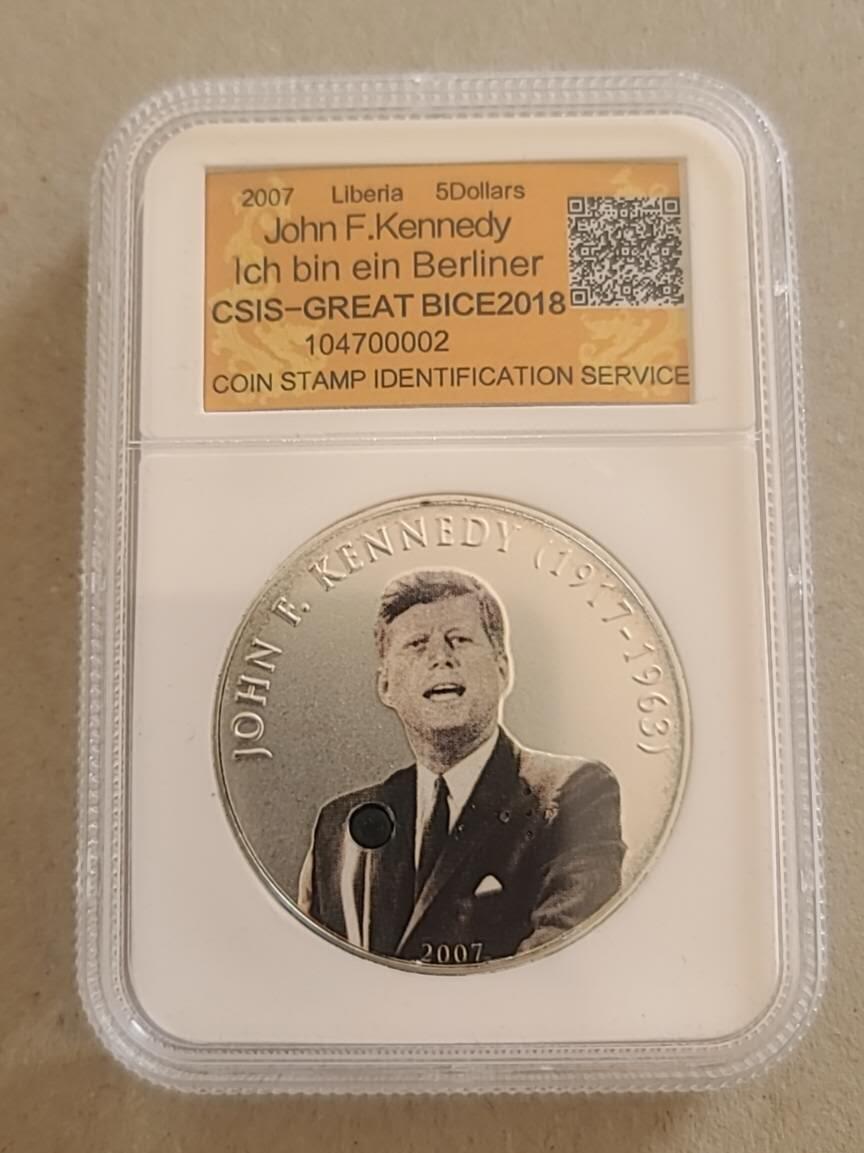 2007 Liberia 5Dollars
John F.Kennedy
Ich bin ein Berliner
CSIS-GREAT BICE2018
104700002
COIN STAMP IDENTIFICATION SERVICE
JOHN F. KENNEDY (1917-1963)
2007